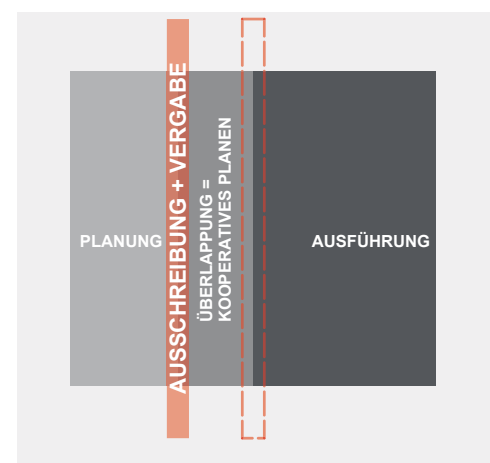 PLANUNG
AUSSCHREIBUNG + VERGABE
ÜBERLAPPUNG =
KOOPERATIVES PLANEN
AUSFÜHRUNG